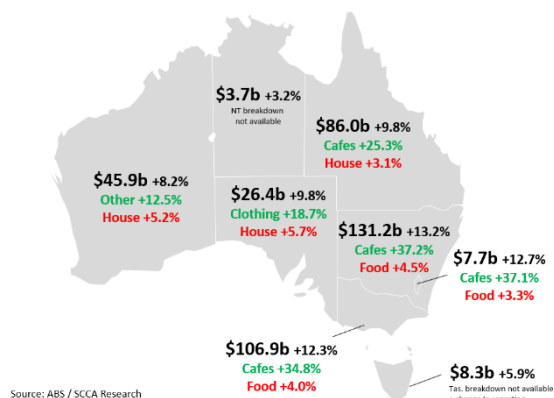 $3.7b +3.2%
NT breakdown
not available
$86.0b +9.8%
Cafes +25.3%
House +3.1%
$45.9b +8.2%
Other +12.5%
House +5.2%
$26.4b +9.8%
Clothing +18.7%
House +5.7%
$131.2b +13.2%
Cafes +37.2%
Food +4.5%
$7.7b +12.7%
Cafes +37.1%
Food +3.3%
$106.9b +12.3%
Cafes +34.8%
Food +4.0%
$8.3b +5.9%
Tas. breakdown not available
Source: ABS / SCCA Research